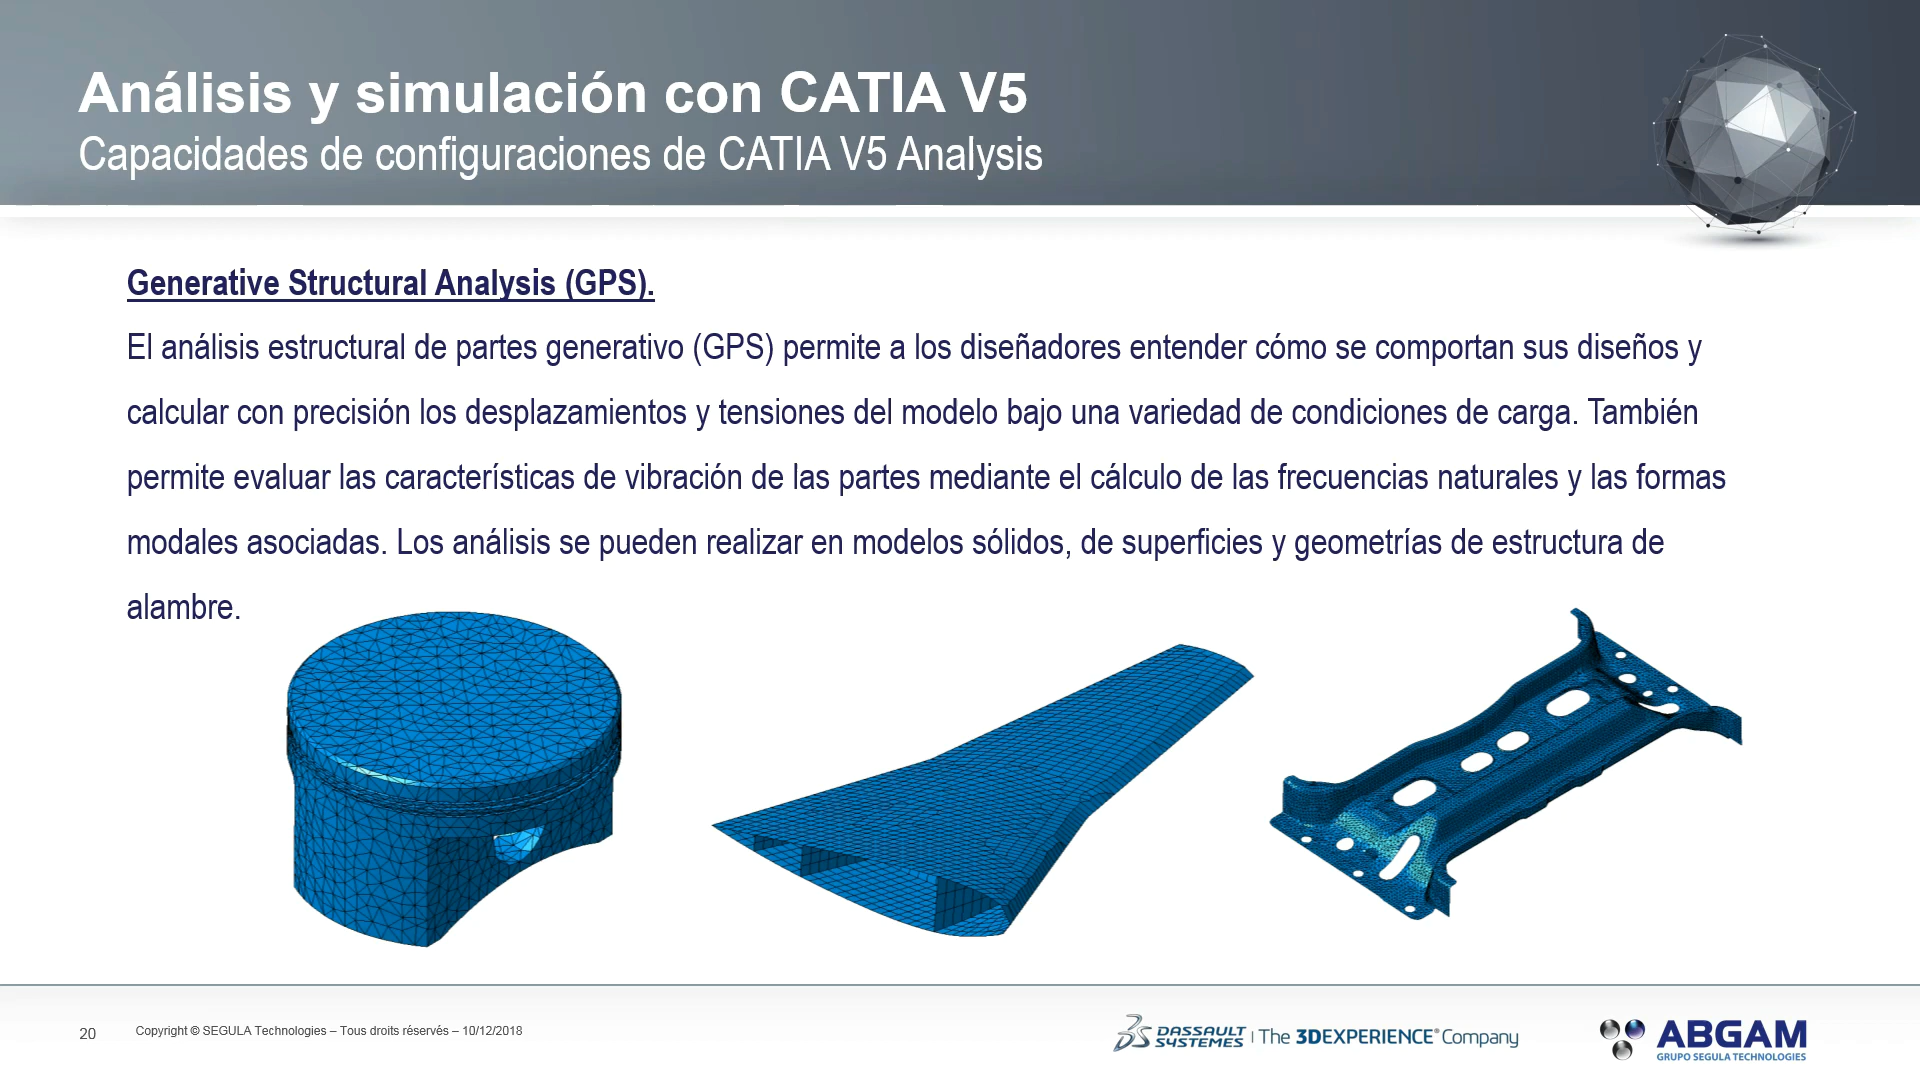 Análisis y simulación con CATIA V5
Capacidades de configuraciones de CATIA V5 Analysis
Generative Structural Analysis (GPS).
El análisis estructural de partes generativo (GPS) permite a los diseñadores entender cómo se comportan sus diseños y
calcular con precisión los desplazamientos y tensiones del modelo bajo una variedad de condiciones de carga. También
permite evaluar las características de vibración de las partes mediante el cálculo de las frecuencias naturales y las formas
modales asociadas. Los análisis se pueden realizar en modelos sólidos, de superficies y geometrías de estructura de
alambre.
20
Copyright © SEGULA Technologies – Tous droits réservés – 10/12/2018
DASSAULT SYSTEMES | The 3DEXPERIENCE® Company
ABGAM
GRUPO SEGULA TECHNOLOGIES